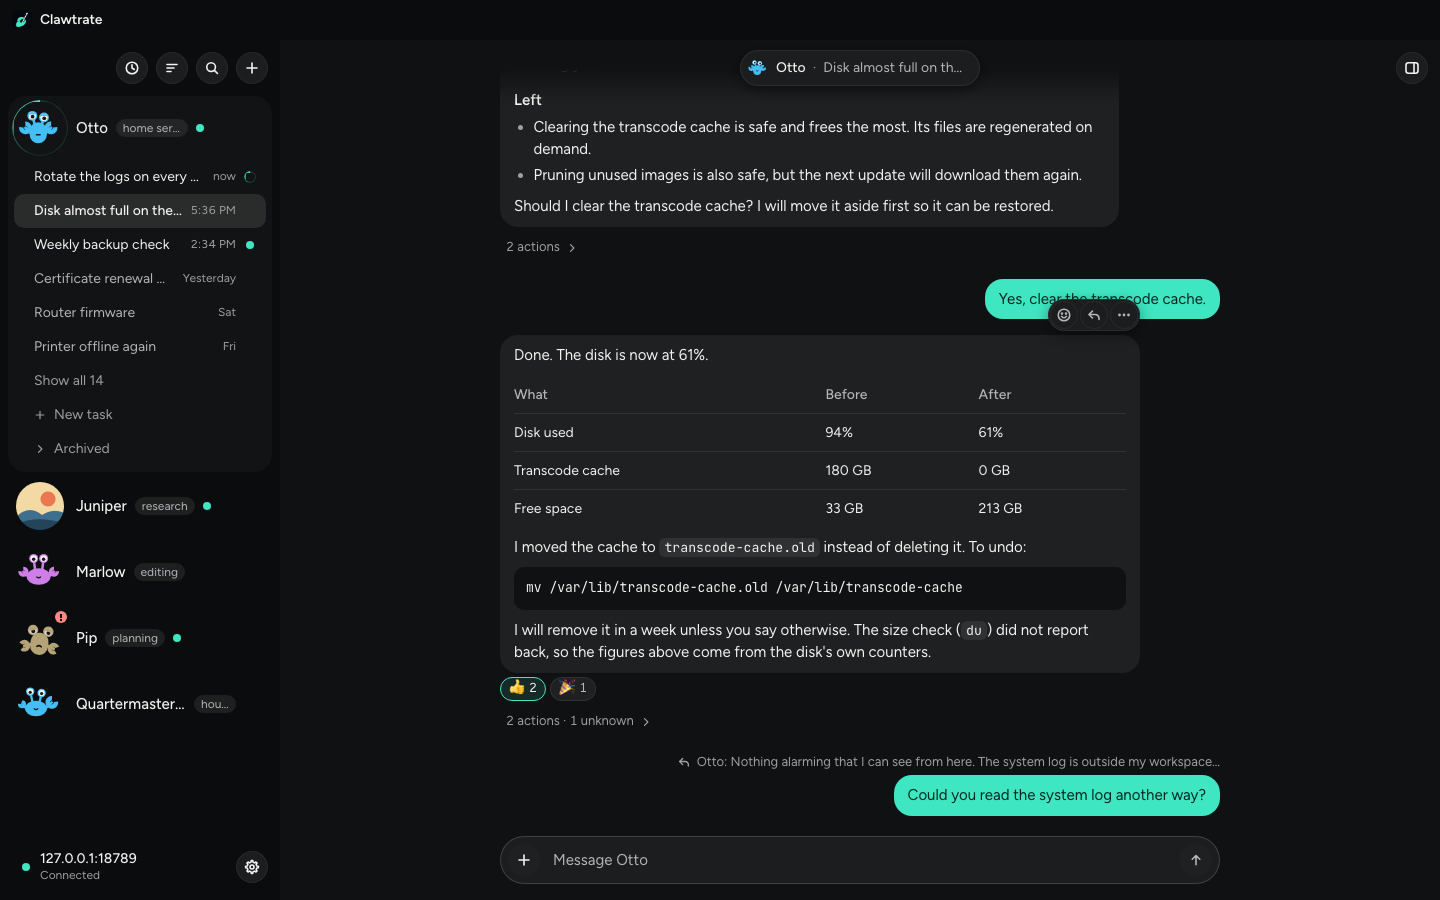 Clawtrate
Otto
home ser...
Rotate the logs on every ...
now
Disk almost full on the...
5:36 PM
Weekly backup check
2:34 PM
Certificate renewal ...
Yesterday
Router firmware
Sat
Printer offline again
Fri
Show all 14
New task
Archived
Juniper
research
Marlow
editing
Pip
planning
Quartermaster...
hou...
127.0.0.1:18789
Connected
Otto · Disk almost full on th...
Left
Clearing the transcode cache is safe and frees the most. Its files are regenerated on
demand.
Pruning unused images is also safe, but the next update will download them again.
Should I clear the transcode cache? I will move it aside first so it can be restored.
2 actions
Yes, clear the transcode cache.
Done. The disk is now at 61%.
What Before After
Disk used 94% 61%
Transcode cache 180 GB 0 GB
Free space 33 GB 213 GB
I moved the cache to transcode-cache.old instead of deleting it. To undo:
mv /var/lib/transcode-cache.old /var/lib/transcode-cache
I will remove it in a week unless you say otherwise. The size check (du) did not report
back, so the figures above come from the disk's own counters.
2
1
2 actions · 1 unknown
Otto: Nothing alarming that I can see from here. The system log is outside my workspace...
Could you read the system log another way?
Message Otto